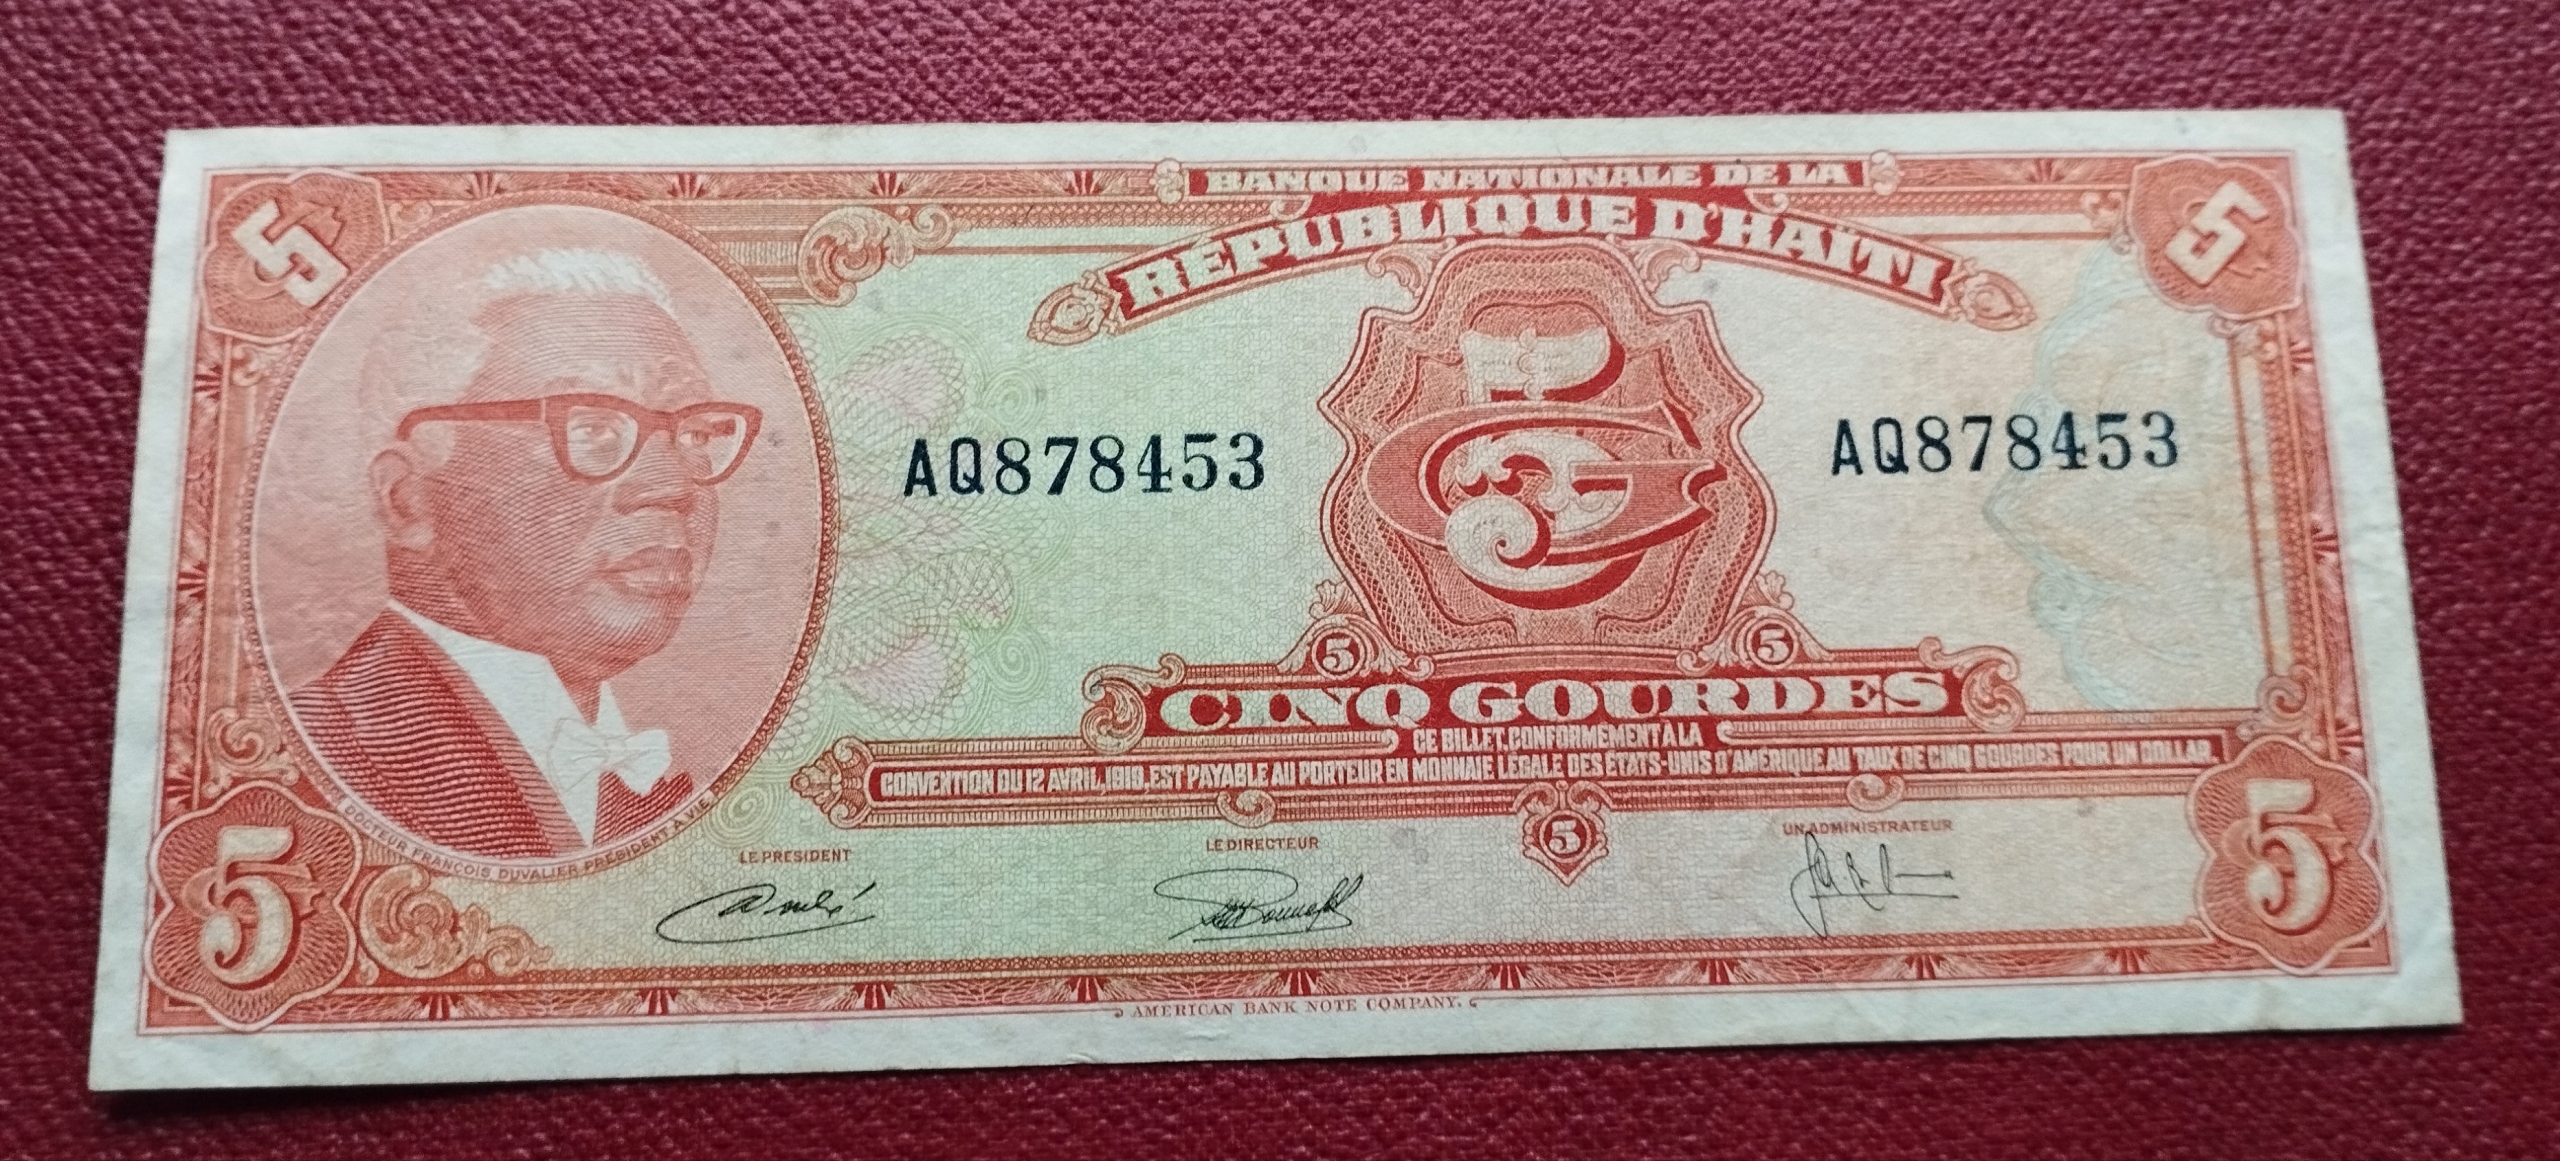 BANQUE NATIONALE DE LA
RÉPUBLIQUE D'HAÏTI
5
5
5
G
AQ878453
AQ878453
5
5
CINQ GOURDES
CE BILLET, CONFORMÉMENT À LA
CONVENTION DU 12 AVRIL, 1919, EST PAYABLE AU PORTEUR EN MONNAIE LÉGALE DES ÉTATS-UNIS D'AMÉRIQUE AU TAUX DE CINQ GOURDES POUR UN DOLLAR.
DOCTEUR FRANÇOIS DUVALIER PRÉSIDENT A VIE
LE PRESIDENT
LE DIRECTEUR
UN ADMINISTRATEUR
5
5
5
AMERICAN BANK NOTE COMPANY.